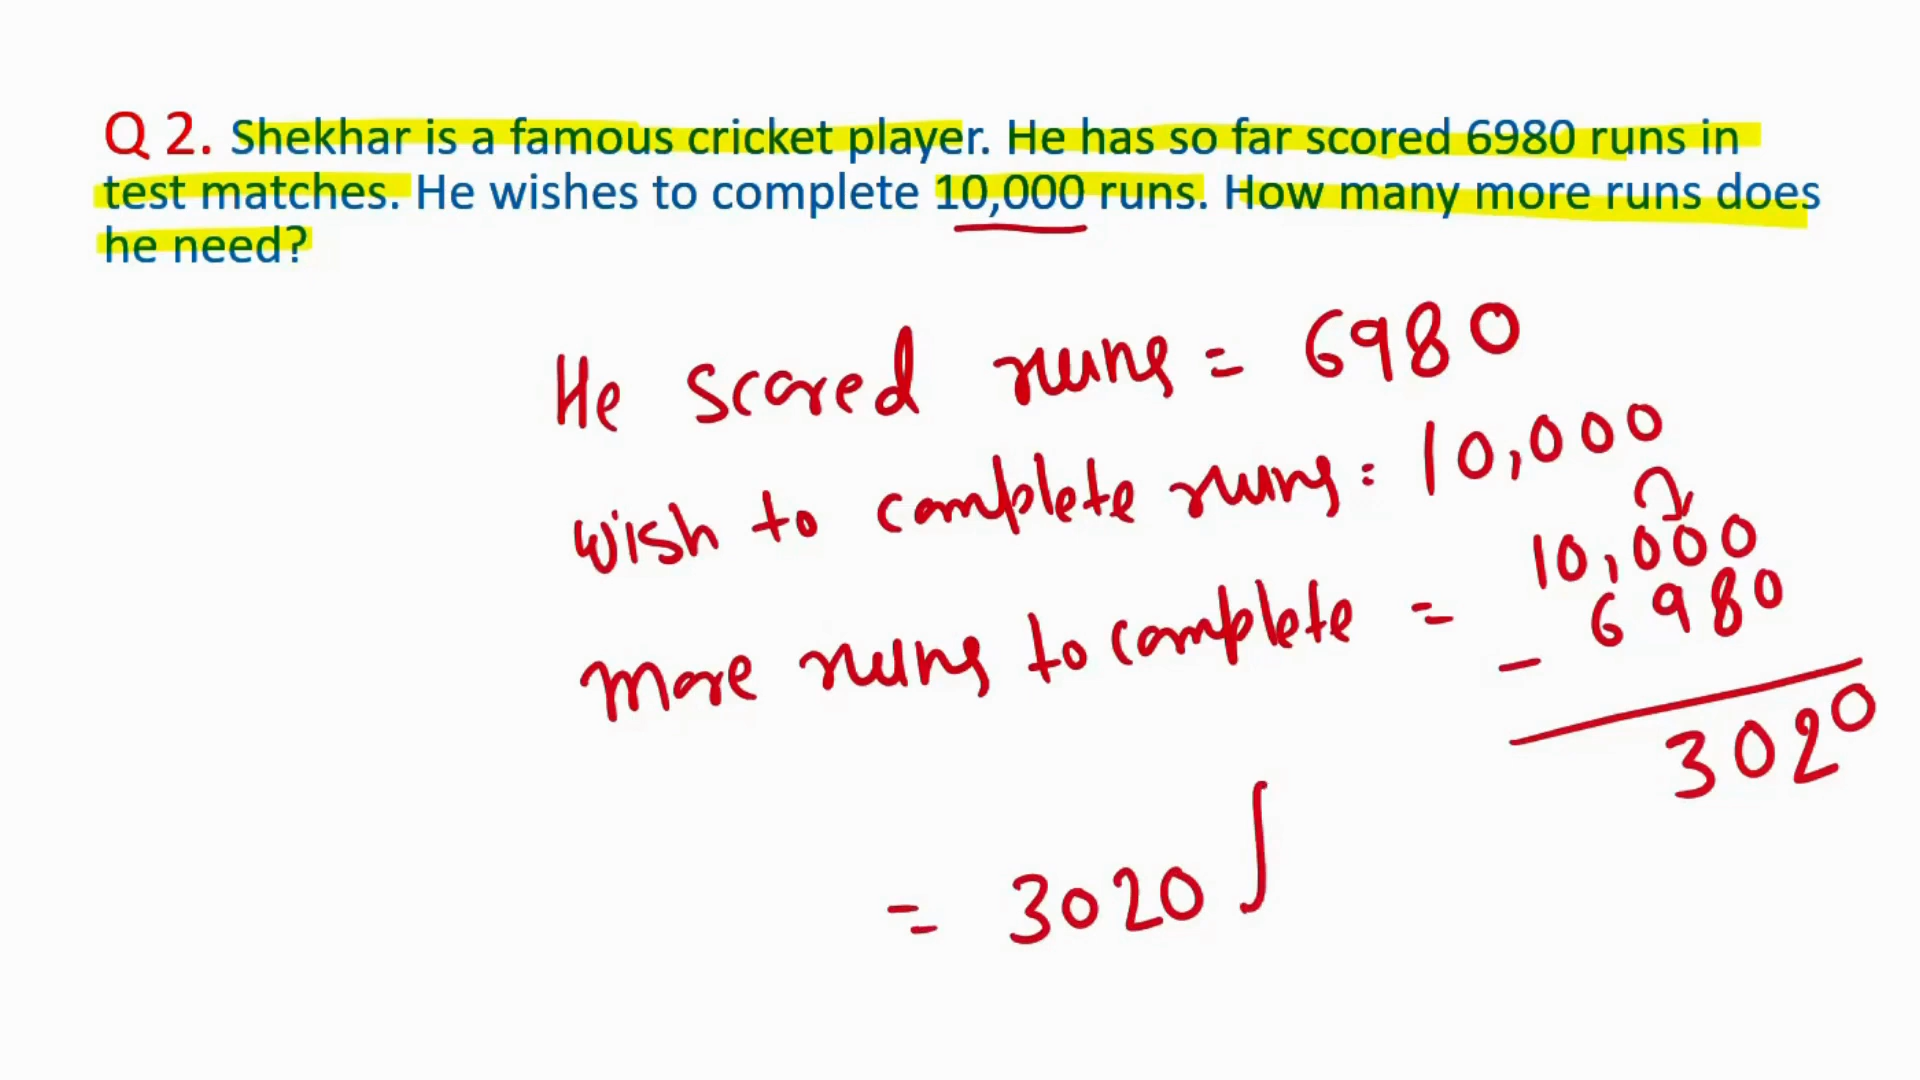 Q 2. Shekhar is a famous cricket player. He has so far scored 6980 runs in
test matches. He wishes to complete 10,000 runs. How many more runs does
he need?
He scored runs = 6980
wish to complete runs = 10,000
More runs to complete =
10,000
- 6980
3020
= 3020